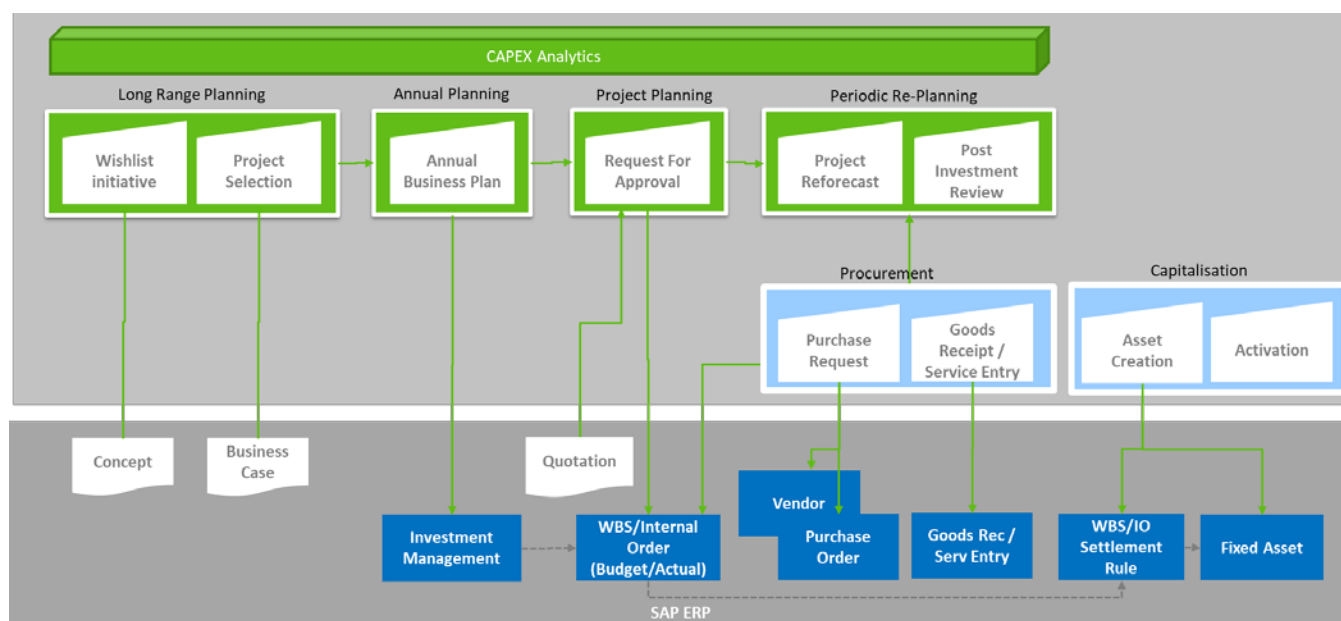 CAPEX Analytics
Long Range Planning
Annual Planning
Project Planning
Periodic Re-Planning
Wishlist
initiative
Project
Selection
Annual
Business Plan
Request For
Approval
Project
Reforecast
Post
Investment
Review
Procurement
Capitalisation
Purchase
Request
Goods
Receipt /
Service Entry
Asset
Creation
Activation
Concept
Business
Case
Quotation
Investment
Management
WBS/Internal
Order
(Budget/Actual)
Vendor
Purchase
Order
Goods Rec /
Serv Entry
WBS/IO
Settlement
Rule
Fixed Asset
SAP ERP